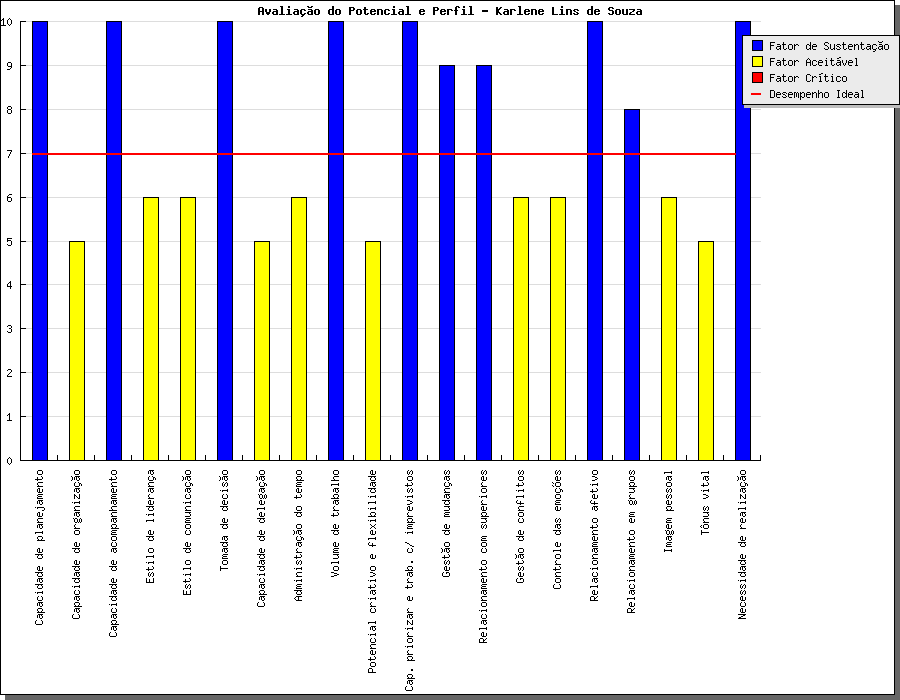 Avaliação do Potencial e Perfil - Karlene Lins de Souza
Fator de Sustentação
Fator Aceitável
Fator Crítico
Desempenho Ideal
10
9
8
7
6
5
4
3
2
1
0
Capacidade de planejamento
Capacidade de organização
Capacidade de acompanhamento
Estilo de liderança
Estilo de comunicação
Tomada de decisão
Capacidade de delegação
Administração do tempo
Volume de trabalho
Potencial criativo e flexibilidade
Cap. priorizar e trab. c/ imprevistos
Gestão de mudanças
Relacionamento com superiores
Gestão de conflitos
Controle das emoções
Relacionamento afetivo
Relacionamento em grupos
Imagem pessoal
Tônus vital
Necessidade de realização